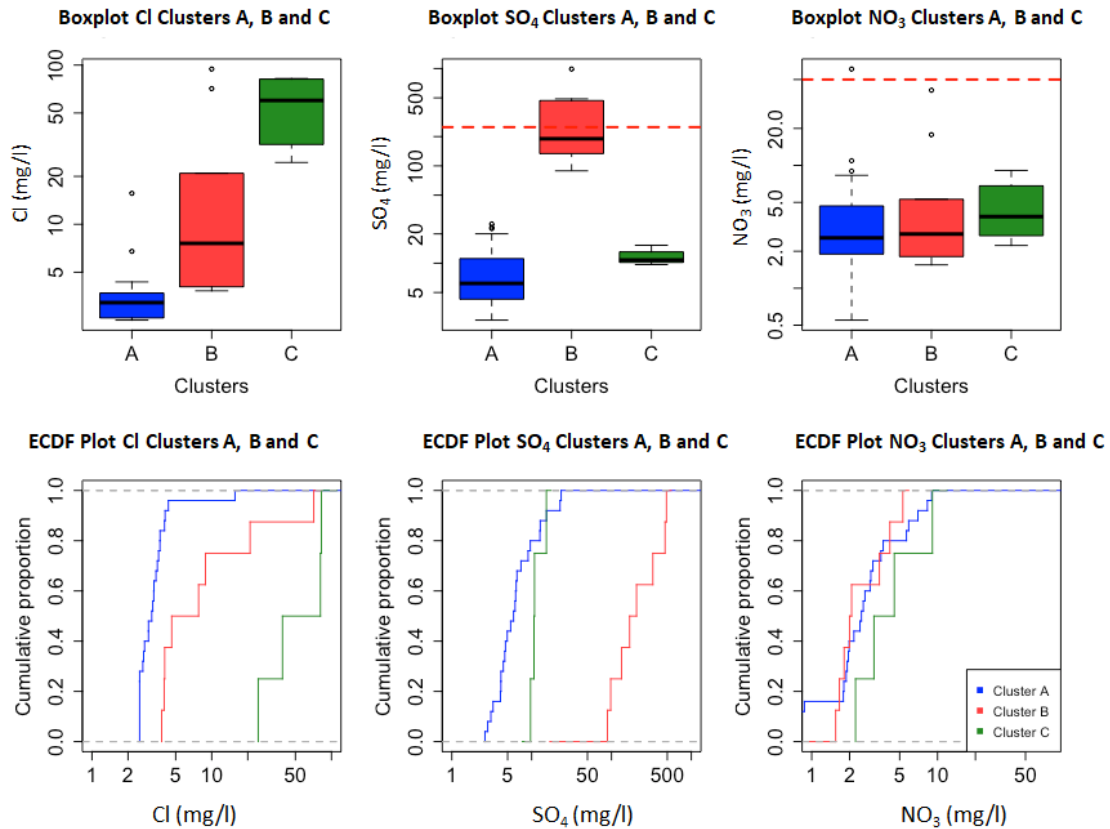 Boxplot Cl Clusters A, B and C
Boxplot SO₄ Clusters A, B and C
Boxplot NO₃ Clusters A, B and C
Cl (mg/l)
100
50
20
10
5
A B C
Clusters
SO₄ (mg/l)
500
100
20
5
A B C
Clusters
NO₃ (mg/l)
20.0
5.0
2.0
0.5
A B C
Clusters
ECDF Plot Cl Clusters A, B and C
ECDF Plot SO₄ Clusters A, B and C
ECDF Plot NO₃ Clusters A, B and C
Cumulative proportion
1.0
0.8
0.6
0.4
0.2
0.0
1 2 5 10 50
Cl (mg/l)
Cumulative proportion
1.0
0.8
0.6
0.4
0.2
0.0
1 5 50 500
SO₄ (mg/l)
Cumulative proportion
1.0
0.8
0.6
0.4
0.2
0.0
Cluster A
Cluster B
Cluster C
1 2 5 10 50
NO₃ (mg/l)